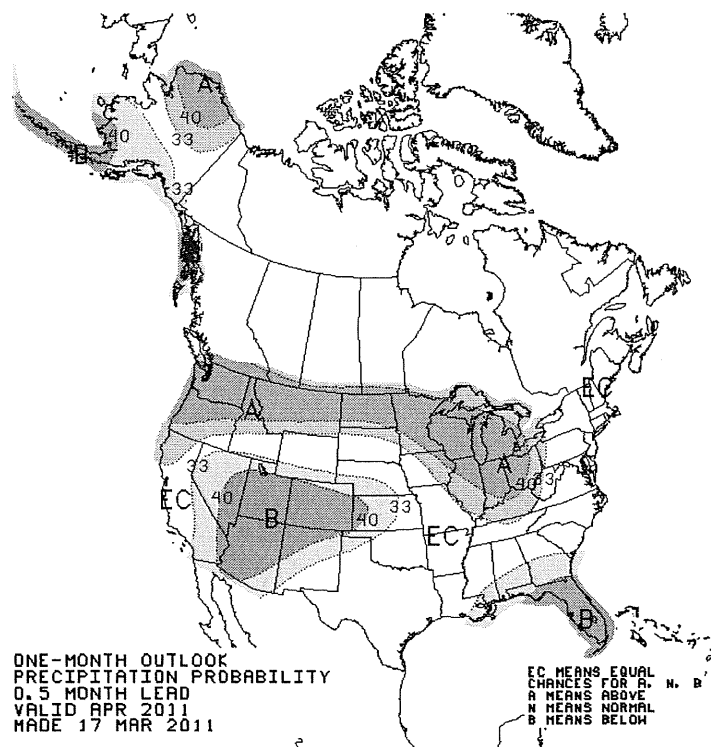 A
40
33
40
B
33
EC
A
A
A
40
33
33
EC
40
33
B
40
EC
B
ONE-MONTH OUTLOOK
PRECIPITATION PROBABILITY
0.5 MONTH LEAD
VALID APR 2011
MADE 17 MAR 2011
EC MEANS EQUAL
CHANCES FOR A, N, B
A MEANS ABOVE
N MEANS NORMAL
B MEANS BELOW